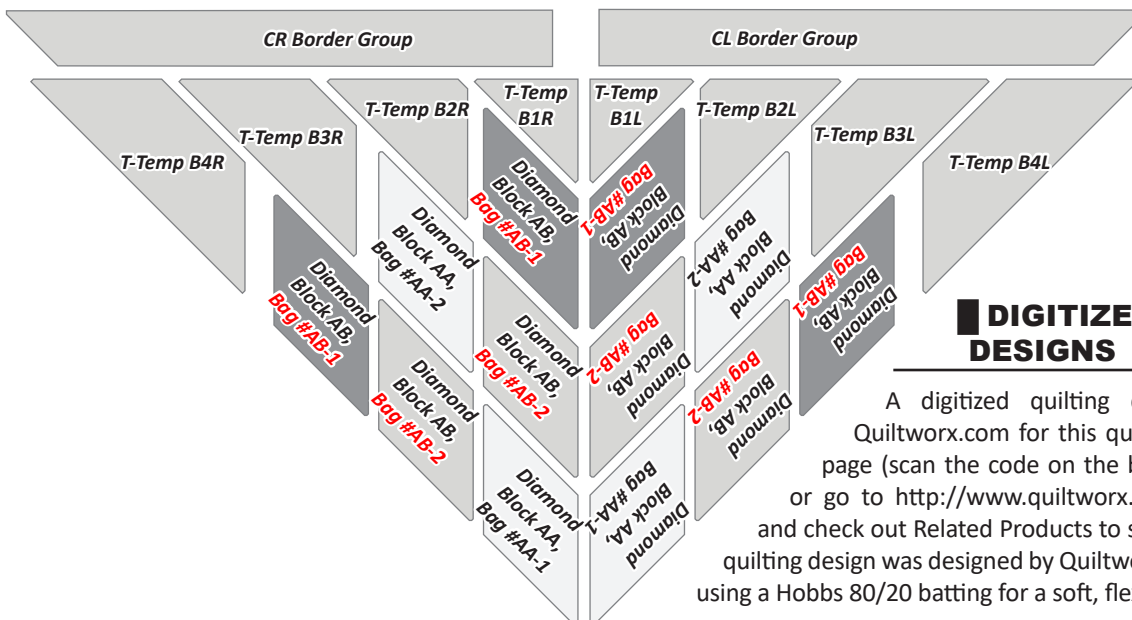 CR Border Group
CL Border Group
T-Temp B4R
T-Temp B3R
T-Temp B2R
T-Temp
B1R
T-Temp
B1L
T-Temp B2L
T-Temp B3L
T-Temp B4L
Diamond
Block AB,
Bag #AB-1
Diamond
Block AB,
Bag #AB-1
Diamond
Block AA,
Bag #AA-2
Diamond
Block AA,
Bag #AA-2
Diamond
Block AB,
Bag #AB-1
Diamond
Block AB,
Bag #AB-1
Diamond
Block AB,
Bag #AB-2
Diamond
Block AB,
Bag #AB-2
Diamond
Block AB,
Bag #AB-2
Diamond
Block AB,
Bag #AB-2
Diamond
Block AA,
Bag #AA-1
Diamond
Block AA,
Bag #AA-1
DIGITIZE
DESIGNS
A digitized quilting
Quiltworx.com for this qu
page (scan the code on the b
or go to http://www.quiltworx.
and check out Related Products to s
quilting design was designed by Quiltw
using a Hobbs 80/20 batting for a soft, flex